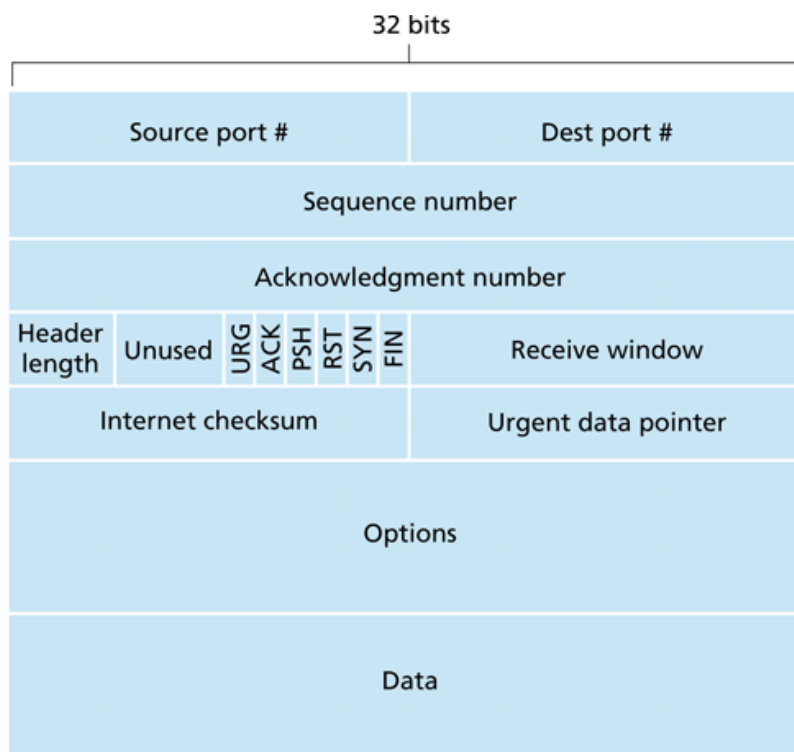 32 bits
Source port #
Dest port #
Sequence number
Acknowledgment number
Header
length
Unused
URG
ACK
PSH
RST
SYN
FIN
Receive window
Internet checksum
Urgent data pointer
Options
Data